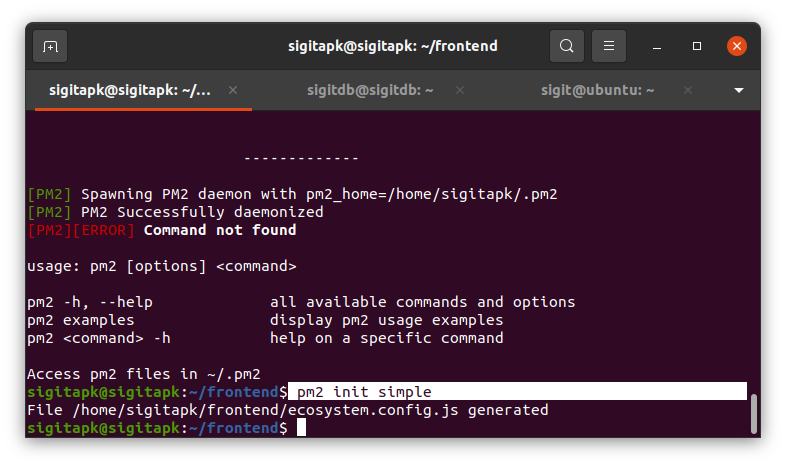 sigitapk@sigitapk: ~/frontend
sigitapk@sigitapk: ~/...
sigitdb@sigitdb: ~
sigit@ubuntu: ~
-------------
[PM2] Spawning PM2 daemon with pm2_home=/home/sigitapk/.pm2
[PM2] PM2 Successfully daemonized
[PM2][ERROR] Command not found
usage: pm2 [options] <command>
pm2 -h, --help             all available commands and options
pm2 examples               display pm2 usage examples
pm2 <command> -h           help on a specific command
Access pm2 files in ~/.pm2
sigitapk@sigitapk:~/frontend$ pm2 init simple
File /home/sigitapk/frontend/ecosystem.config.js generated
sigitapk@sigitapk:~/frontend$